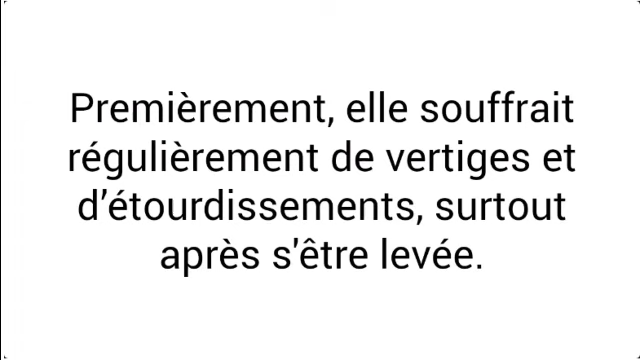 Premièrement, elle souffrait
régulièrement de vertiges et
d’étourdissements, surtout
après s'être levée.